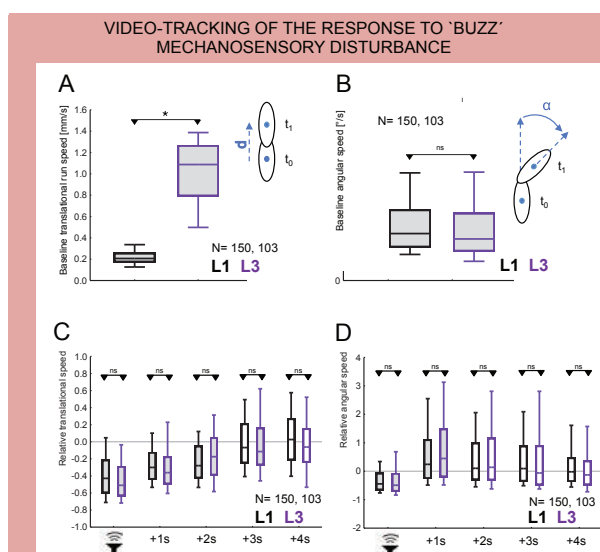 VIDEO-TRACKING OF THE RESPONSE TO `BUZZ´
MECHANOSENSORY DISTURBANCE
A
Baseline translational run speed [mm/s]
1.6
1.4
1.2
1.0
0.8
0.6
0.4
0.2
0.0
*
d
t1
t0
N= 150, 103
L1 L3
B
Baseline angular speed [°/s]
0
N= 150, 103
ns
α
t1
t0
L1 L3
C
Relative translational speed
1.0
0.8
0.6
0.4
0.2
0.0
-0.2
-0.4
-0.6
-0.8
-1.0
ns ns ns ns ns
N= 150, 103
L1 L3
+1s +2s +3s +4s
D
Relative angular speed
4
2
0
-2
ns ns ns ns ns
N= 150, 103
L1 L3
+1s +2s +3s +4s